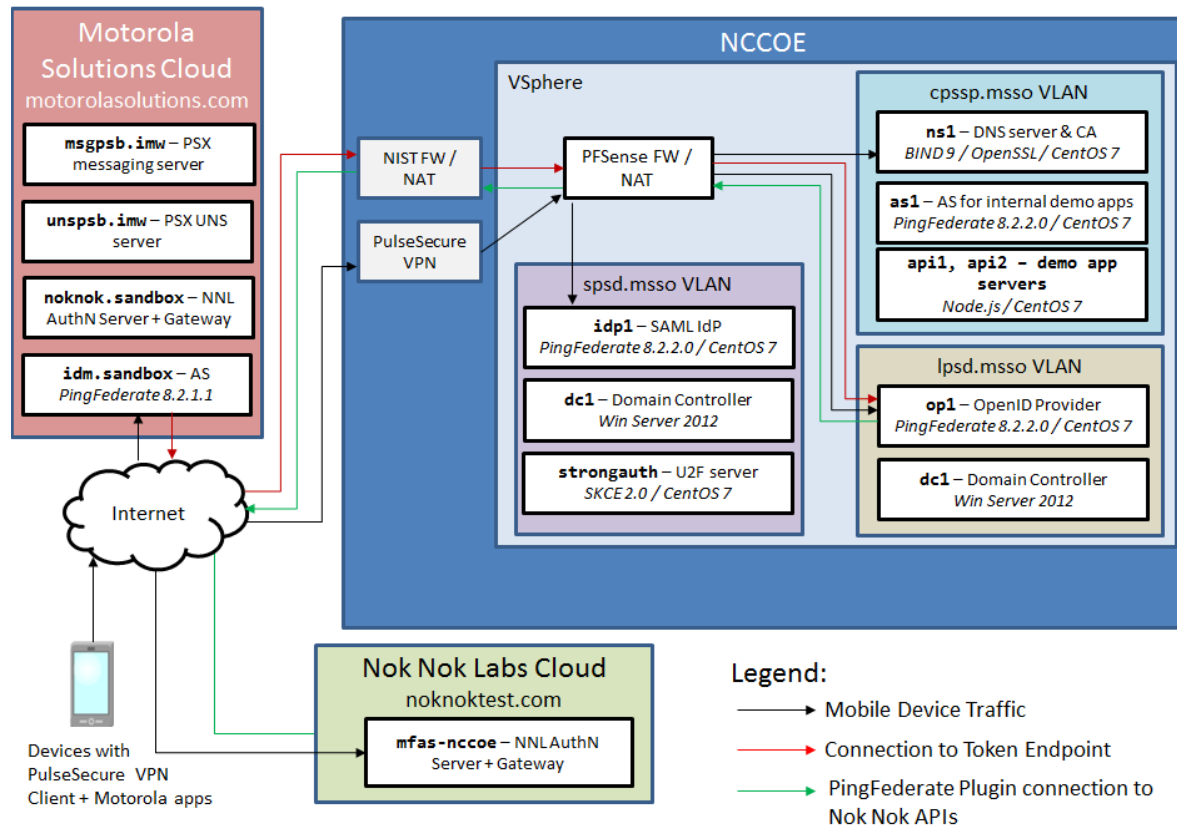 Motorola
Solutions Cloud
motorolasolutions.com
msgpsb.imw – PSX
messaging server
unspsb.imw – PSX UNS
server
noknok.sandbox – NNL
AuthN Server + Gateway
idm.sandbox – AS
PingFederate 8.2.1.1
Internet
Devices with
PulseSecure VPN
Client + Motorola apps
NCCOE
NIST FW /
NAT
PulseSecure
VPN
VSphere
PFSense FW /
NAT
spsd.msso VLAN
idp1 – SAML IdP
PingFederate 8.2.2.0 / CentOS 7
dc1 – Domain Controller
Win Server 2012
strongauth – U2F server
SKCE 2.0 / CentOS 7
cpssp.msso VLAN
ns1 – DNS server & CA
BIND 9 / OpenSSL / CentOS 7
as1 – AS for internal demo apps
PingFederate 8.2.2.0 / CentOS 7
api1, api2 – demo app
servers
Node.js / CentOS 7
lpsd.msso VLAN
op1 – OpenID Provider
PingFederate 8.2.2.0 / CentOS 7
dc1 – Domain Controller
Win Server 2012
Nok Nok Labs Cloud
noknoktest.com
mfas-nccoe – NNL AuthN
Server + Gateway
Legend:
Mobile Device Traffic
Connection to Token Endpoint
PingFederate Plugin connection to
Nok Nok APIs